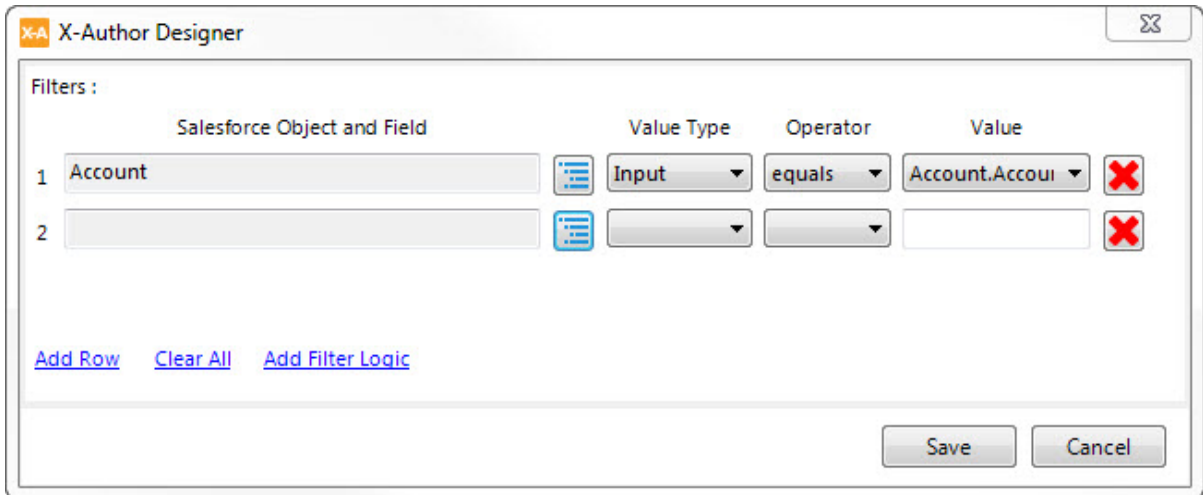 X-A X-Author Designer
Filters :
Salesforce Object and Field Value Type Operator Value
1 Account Input equals Account.Accou
2
Add Row Clear All Add Filter Logic
Save Cancel